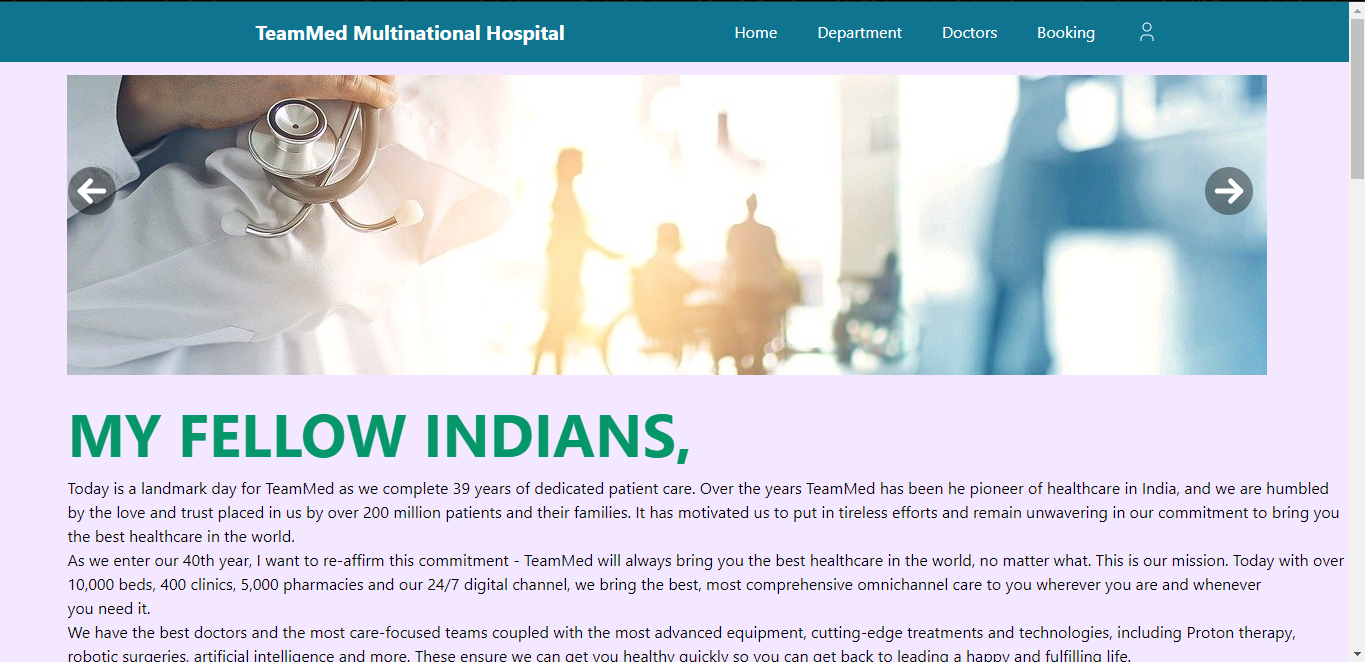 TeamMed Multinational Hospital Home Department Doctors Booking
MY FELLOW INDIANS,
Today is a landmark day for TeamMed as we complete 39 years of dedicated patient care. Over the years TeamMed has been he pioneer of healthcare in India, and we are humbled
by the love and trust placed in us by over 200 million patients and their families. It has motivated us to put in tireless efforts and remain unwavering in our commitment to bring you
the best healthcare in the world.
As we enter our 40th year, I want to re-affirm this commitment - TeamMed will always bring you the best healthcare in the world, no matter what. This is our mission. Today with over
10,000 beds, 400 clinics, 5,000 pharmacies and our 24/7 digital channel, we bring the best, most comprehensive omnichannel care to you wherever you are and whenever
you need it.
We have the best doctors and the most care-focused teams coupled with the most advanced equipment, cutting-edge treatments and technologies, including Proton therapy,
robotic surgeries, artificial intelligence and more. These ensure we can get you healthy quickly so you can get back to leading a happy and fulfilling life.